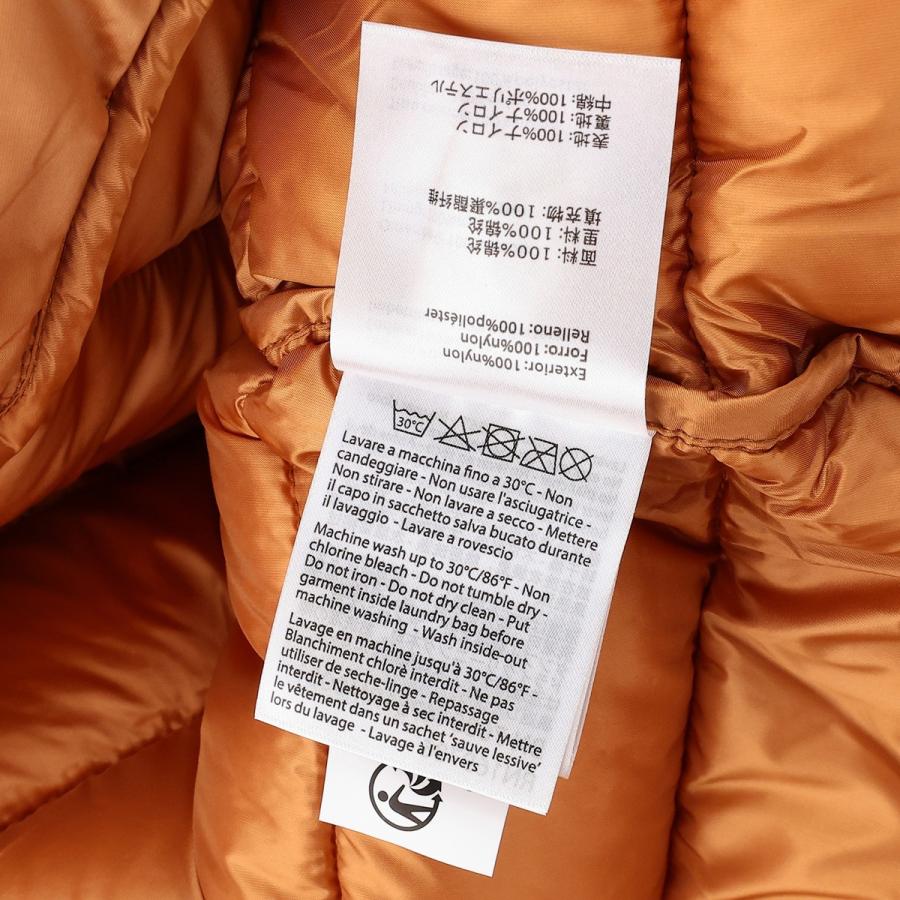 中綿: 100%ポリエステル
裏地: 100%ナイロン
表地: 100%ナイロン
填充物: 100%聚酯纤维
里料: 100%锦纶
面料: 100%锦纶
Relleno: 100%poliéster
Forro: 100%nylon
Exterior: 100%nylon
30°C
Lavare a macchina fino a 30°C - Non
candeggiare - Non usare l'asciugatrice -
Non stirare - Non lavare a secco - Mettere
il capo in sacchetto salva bucato durante
il lavaggio - Lavare a rovescio
Machine wash up to 30°C/86°F - Non
chlorine bleach - Do not tumble dry -
Do not iron - Do not dry clean - Put
garment inside laundry bag before
machine washing - Wash inside-out
Lavage en machine jusqu'à 30°C/86°F -
Blanchiment chlorè interdit - Ne pas
utiliser de seche-linge - Repassage
interdit - Nettoyage à sec interdit - Mettre
le vêtement dans un sachet 'sauve lessive'
lors du lavage - Lavage à l'envers